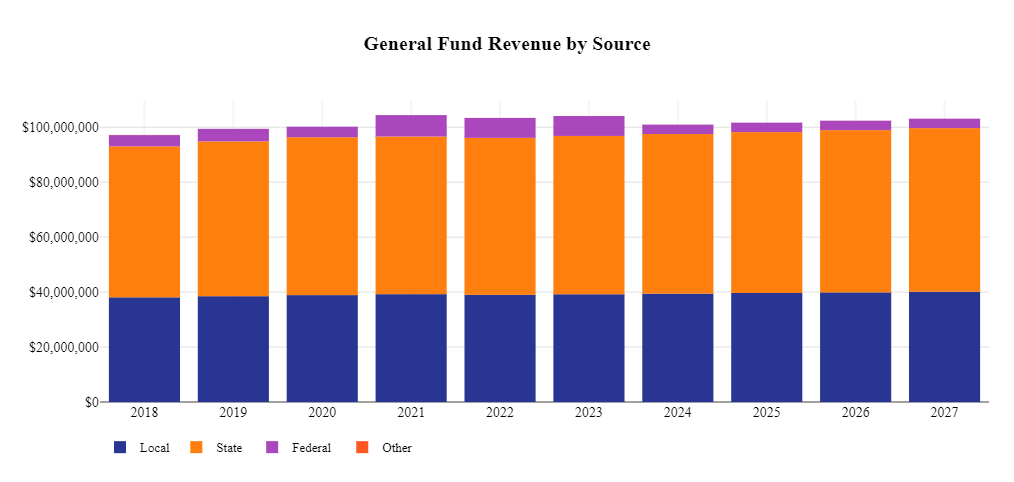 General Fund Revenue by Source
$100,000,000
$80,000,000
$60,000,000
$40,000,000
$20,000,000
$0
2018 2019 2020 2021 2022 2023 2024 2025 2026 2027
Local State Federal Other